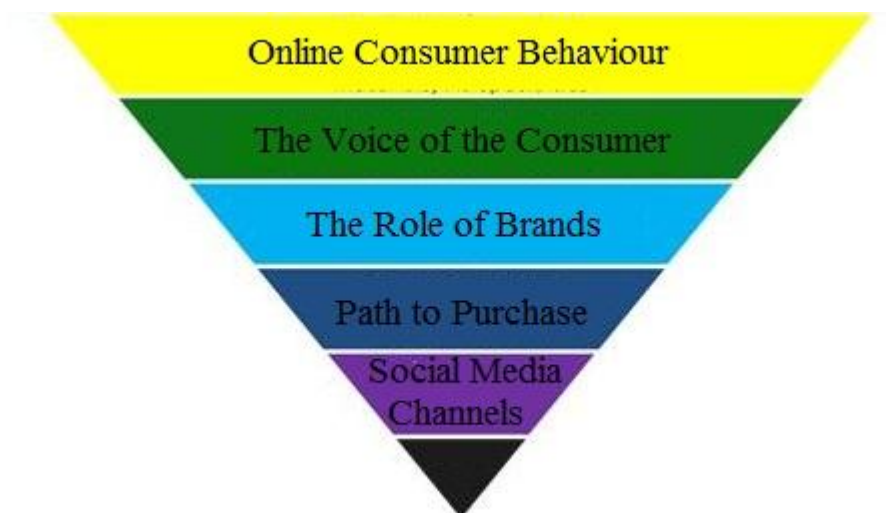 Online Consumer Behaviour
The Voice of the Consumer
The Role of Brands
Path to Purchase
Social Media
Channels